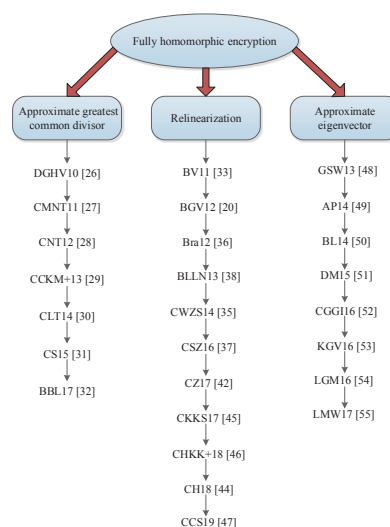 Fully homomorphic encryption
Approximate greatest
common divisor
DGHV10 [26]
CMNT11 [27]
CNT12 [28]
CCKM+13 [29]
CLT14 [30]
CS15 [31]
BBL17 [32]
Relinearization
BV11 [33]
BGV12 [20]
Bra12 [36]
BLLN13 [38]
CWZS14 [35]
CSZ16 [37]
CZ17 [42]
CKKS17 [45]
CHKK+18 [46]
CH18 [44]
CCS19 [47]
Approximate
eigenvector
GSW13 [48]
AP14 [49]
BL14 [50]
DM15 [51]
CGGI16 [52]
KGV16 [53]
LGM16 [54]
LMW17 [55]